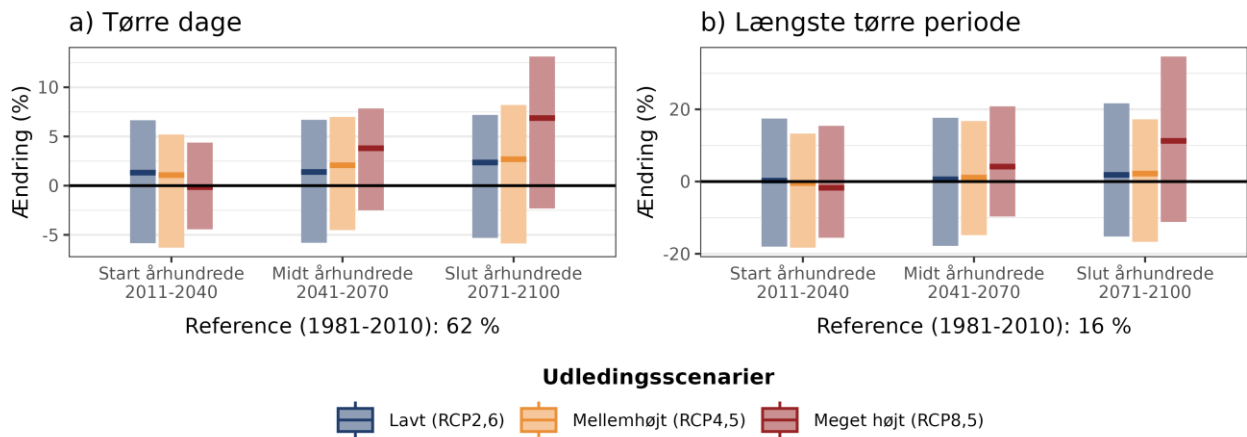 a) Tørre dage
Ændring (%)
10
5
0
-5
Start århundrede
2011-2040
Midt århundrede
2041-2070
Slut århundrede
2071-2100
Reference (1981-2010): 62 %
b) Længste tørre periode
Ændring (%)
20
0
-20
Start århundrede
2011-2040
Midt århundrede
2041-2070
Slut århundrede
2071-2100
Reference (1981-2010): 16 %
Udledingsscenarier
Lavt (RCP2,6)
Mellemhøjt (RCP4,5)
Meget højt (RCP8,5)